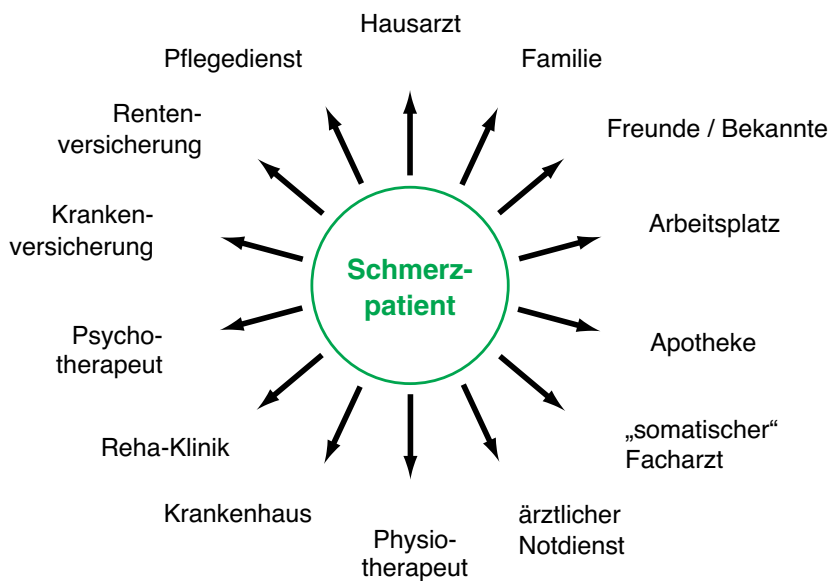 Hausarzt
Familie
Freunde / Bekannte
Arbeitsplatz
Apotheke
„somatischer“
Facharzt
ärztlicher
Notdienst
Physio-
therapeut
Krankenhaus
Reha-Klinik
Psycho-
therapeut
Kranken-
versicherung
Renten-
versicherung
Pflegedienst
Schmerz-
patient